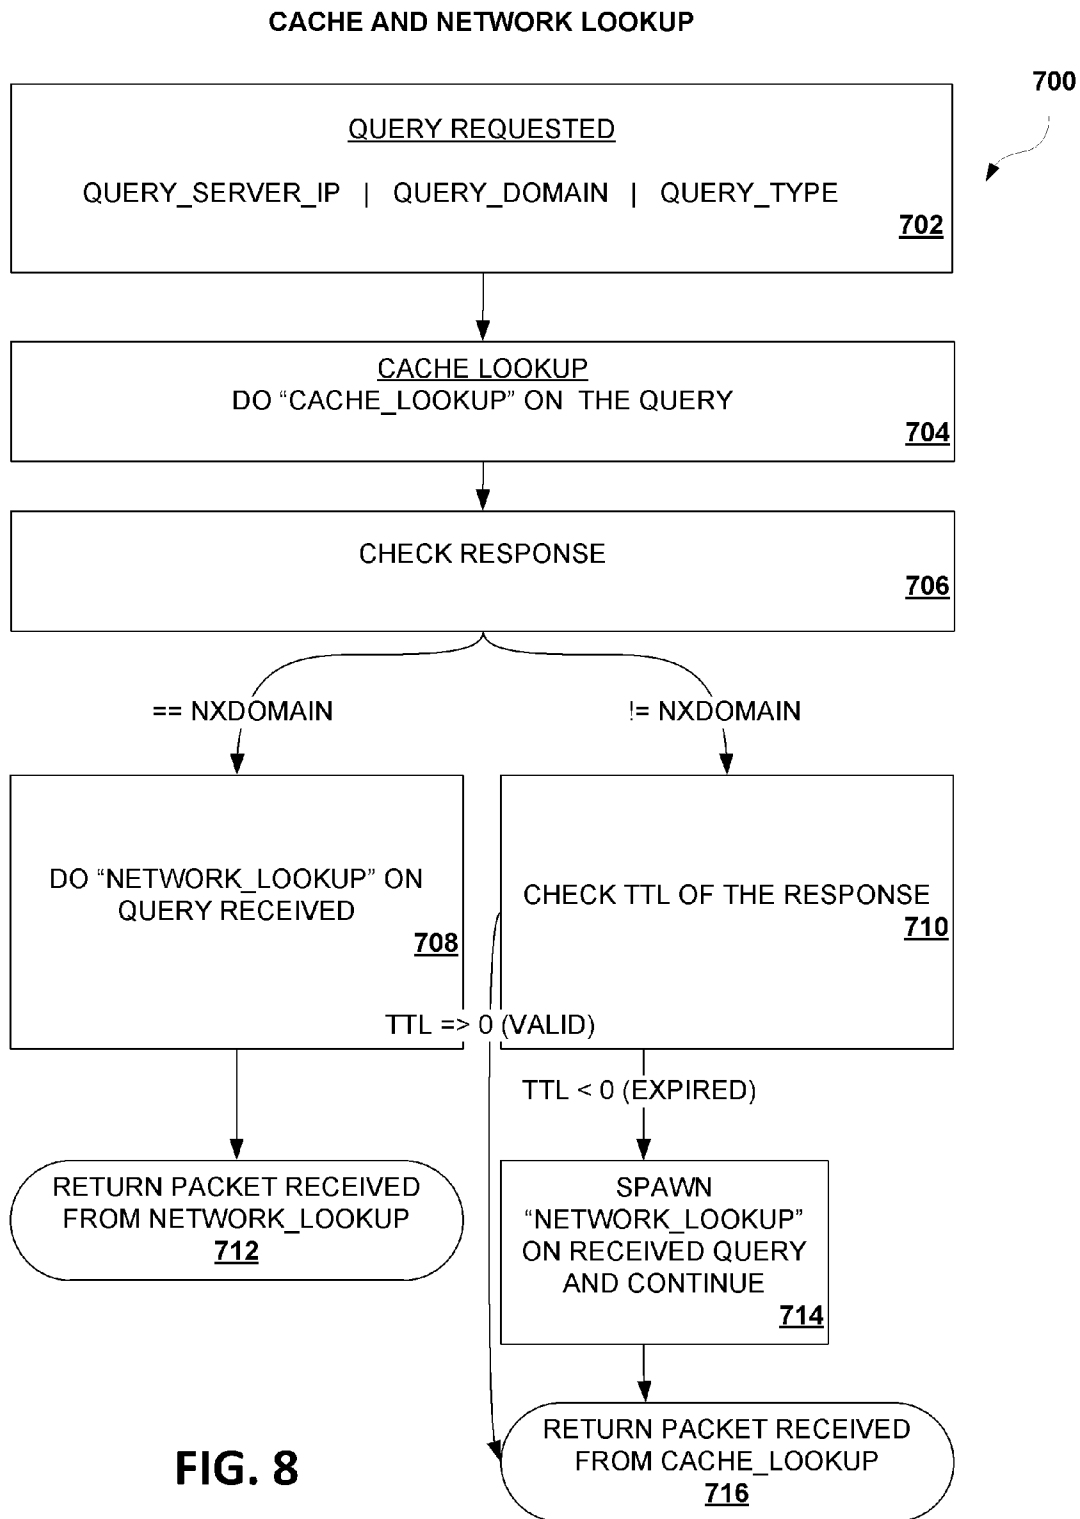 CACHE AND NETWORK LOOKUP
700
QUERY REQUESTED
QUERY_SERVER_IP | QUERY_DOMAIN | QUERY_TYPE
702
CACHE LOOKUP
DO “CACHE_LOOKUP” ON THE QUERY
704
CHECK RESPONSE
706
== NXDOMAIN
!= NXDOMAIN
DO “NETWORK_LOOKUP” ON
QUERY RECEIVED
708
CHECK TTL OF THE RESPONSE
710
TTL => 0 (VALID)
TTL < 0 (EXPIRED)
RETURN PACKET RECEIVED
FROM NETWORK_LOOKUP
712
SPAWN
“NETWORK_LOOKUP”
ON RECEIVED QUERY
AND CONTINUE
714
RETURN PACKET RECEIVED
FROM CACHE_LOOKUP
716
FIG. 8